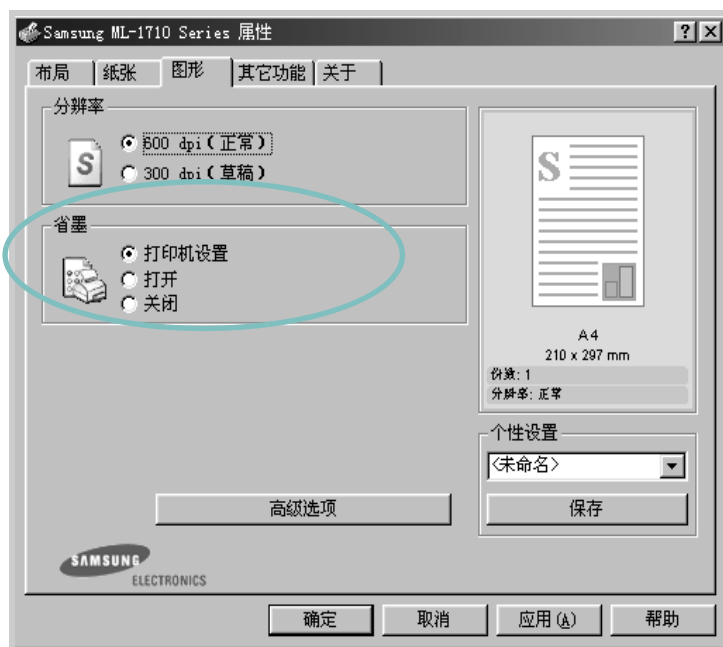 Samsung ML-1710 Series 属性
布局 纸张 图形 其它功能 关于
分辨率
600 dpi(正常)
300 dpi(草稿)
省墨
打印机设置
打开
关闭
S
S
A4
210 x 297 mm
份数: 1
分辨率: 正常
个性设置
<未命名>
高级选项
保存
SAMSUNG
ELECTRONICS
确定 取消 应用(A) 帮助